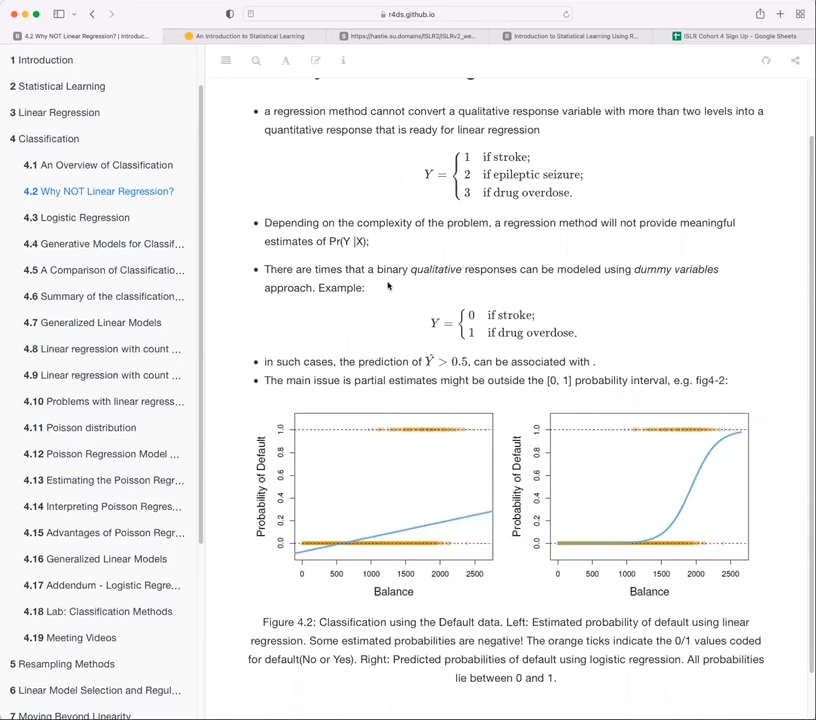 r4ds.github.io
4.2 Why NOT Linear Regression? | Introduc...
An Introduction to Statistical Learning
https://hastie.su.domains/ISLR2/ISLRv2_we...
Introduction to Statistical Learning Using R...
ISLR Cohort 4 Sign Up - Google Sheets
1 Introduction
2 Statistical Learning
3 Linear Regression
4 Classification
4.1 An Overview of Classification
4.2 Why NOT Linear Regression?
4.3 Logistic Regression
4.4 Generative Models for Classif...
4.5 A Comparison of Classificatio...
4.6 Summary of the classification...
4.7 Generalized Linear Models
4.8 Linear regression with count ...
4.9 Linear regression with count ...
4.10 Problems with linear regress...
4.11 Poisson distribution
4.12 Poisson Regression Model ...
4.13 Estimating the Poisson Regr...
4.14 Interpreting Poisson Regres...
4.15 Advantages of Poisson Regr...
4.16 Generalized Linear Models
4.17 Addendum - Logistic Regre...
4.18 Lab: Classification Methods
4.19 Meeting Videos
5 Resampling Methods
6 Linear Model Selection and Regul...
7 Moving Beyond Linearity
• a regression method cannot convert a qualitative response variable with more than two levels into a
quantitative response that is ready for linear regression
1 if stroke;
Y = { 2 if epileptic seizure;
3 if drug overdose.
• Depending on the complexity of the problem, a regression method will not provide meaningful
estimates of Pr(Y |X);
• There are times that a binary qualitative responses can be modeled using dummy variables
approach. Example:
Y = { 0 if stroke;
1 if drug overdose.
• in such cases, the prediction of Ŷ > 0.5, can be associated with .
• The main issue is partial estimates might be outside the [0, 1] probability interval, e.g. fig4-2:
Probability of Default
1.0
0.8
0.6
0.4
0.2
0.0
0 500 1000 1500 2000 2500
Balance
Probability of Default
1.0
0.8
0.6
0.4
0.2
0.0
0 500 1000 1500 2000 2500
Balance
Figure 4.2: Classification using the Default data. Left: Estimated probability of default using linear
regression. Some estimated probabilities are negative! The orange ticks indicate the 0/1 values coded
for default(No or Yes). Right: Predicted probabilities of default using logistic regression. All probabilities
lie between 0 and 1.